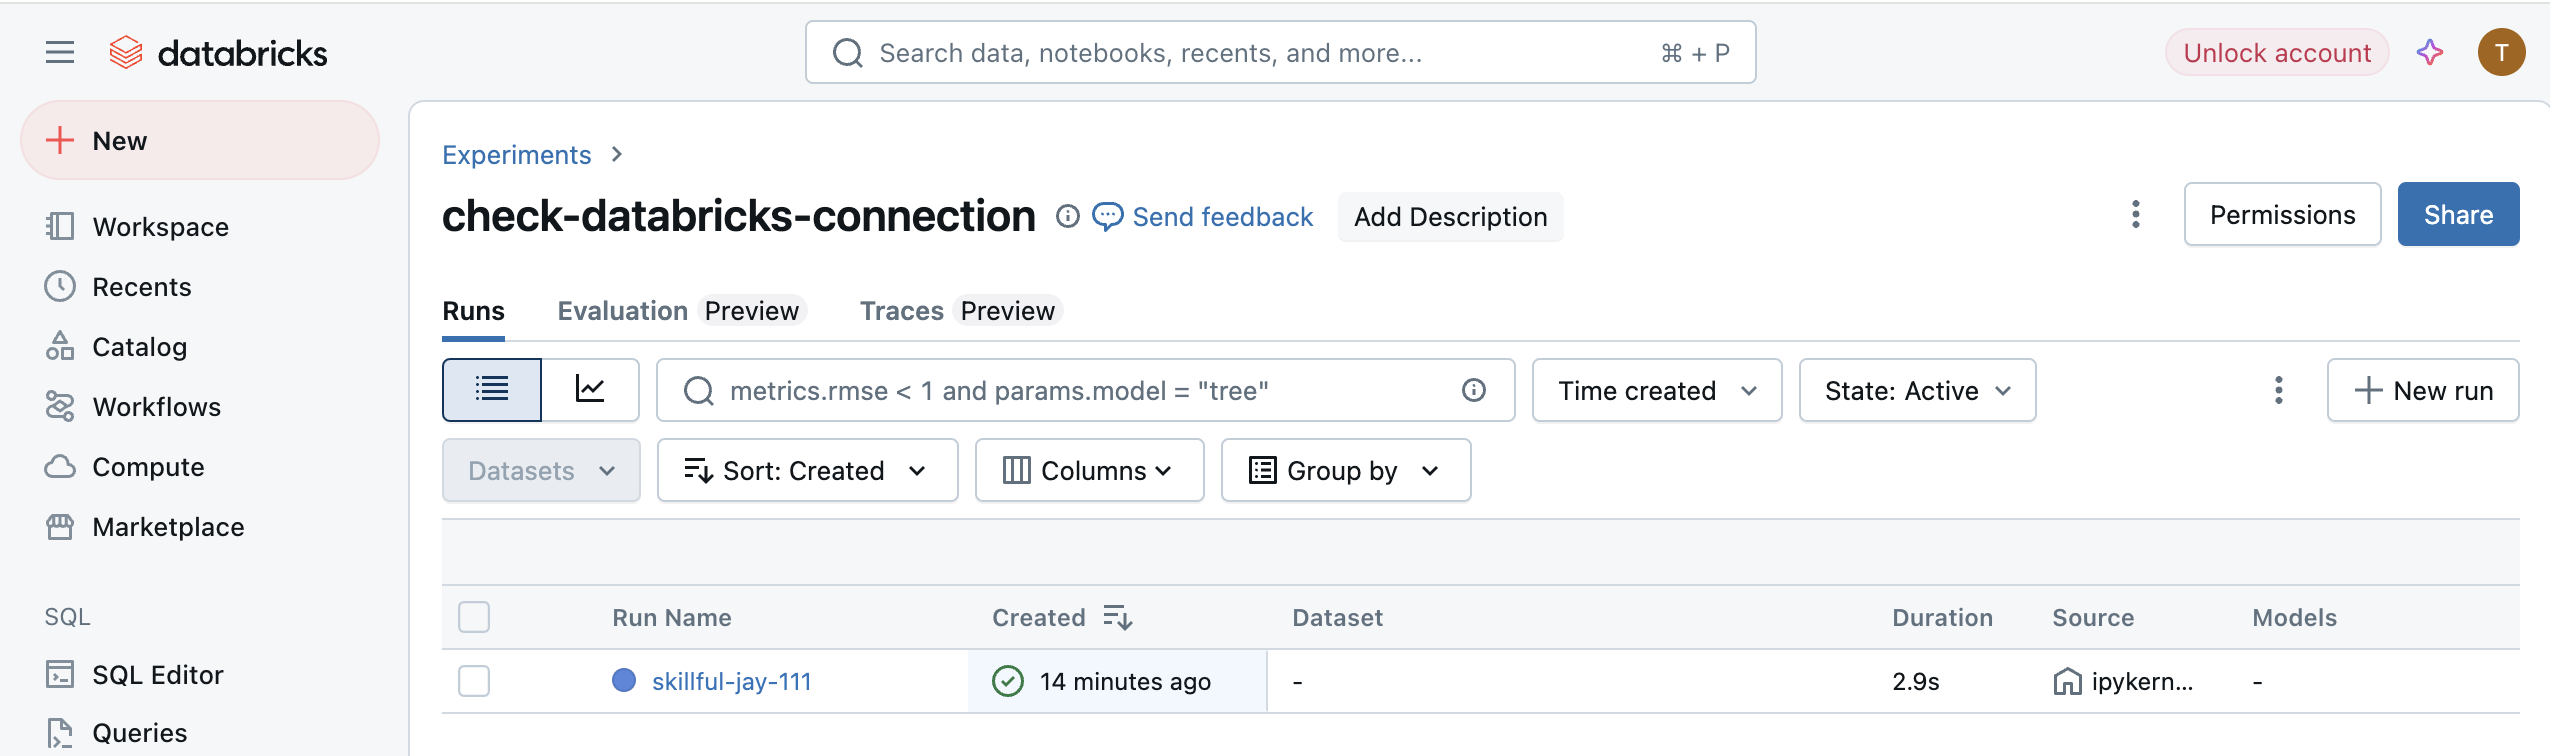 databricks
Search data, notebooks, recents, and more...
⌘ + P
Unlock account
T
New
Workspace
Recents
Catalog
Workflows
Compute
Marketplace
SQL
SQL Editor
Queries
Experiments
check-databricks-connection
Send feedback
Add Description
Permissions
Share
Runs
Evaluation Preview
Traces Preview
metrics.rmse < 1 and params.model = "tree"
Time created
State: Active
New run
Datasets
Sort: Created
Columns
Group by
Run Name
Created
Dataset
Duration
Source
Models
skillful-jay-111
14 minutes ago
-
2.9s
ipykern...
-